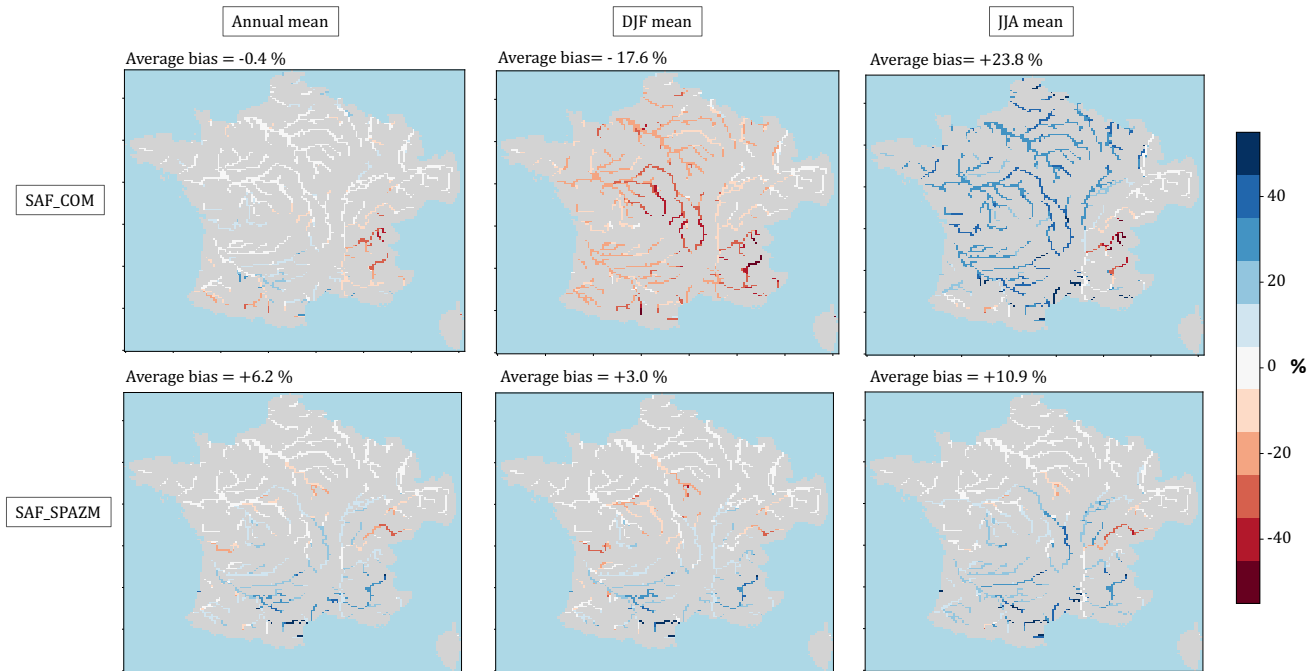 Annual mean
DJF mean
JJA mean
Average bias = -0.4 %
Average bias= - 17.6 %
Average bias= +23.8 %
SAF_COM
40
20
0 %
-20
-40
Average bias = +6.2 %
Average bias = +3.0 %
Average bias = +10.9 %
SAF_SPAZM